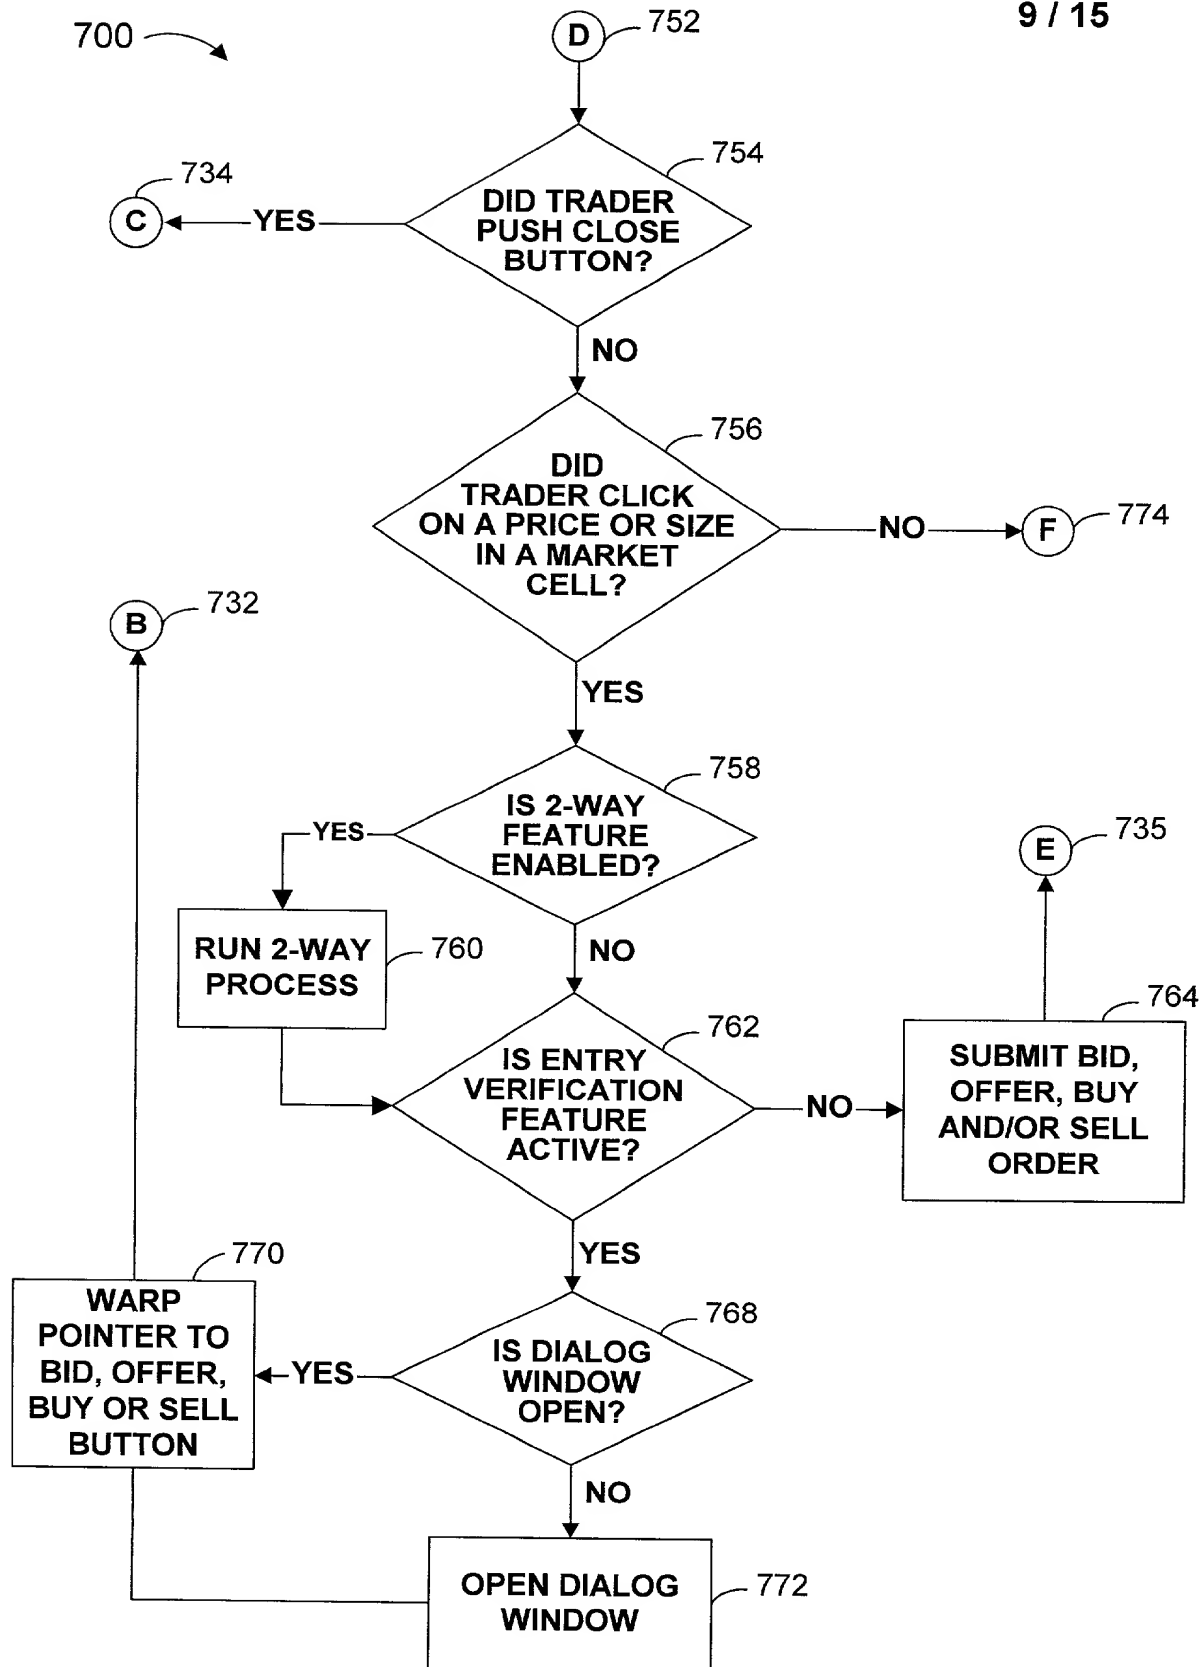 9 / 15
700
D
752
754
734
DID TRADER
PUSH CLOSE
BUTTON?
C
YES
NO
756
DID
TRADER CLICK
ON A PRICE OR SIZE
IN A MARKET
CELL?
NO
F
774
B
732
YES
758
IS 2-WAY
FEATURE
ENABLED?
YES
E
735
RUN 2-WAY
PROCESS
760
NO
762
764
IS ENTRY
VERIFICATION
FEATURE
ACTIVE?
NO
SUBMIT BID,
OFFER, BUY
AND/OR SELL
ORDER
YES
770
WARP
POINTER TO
BID, OFFER,
BUY OR SELL
BUTTON
768
IS DIALOG
WINDOW
OPEN?
YES
NO
OPEN DIALOG
WINDOW
772